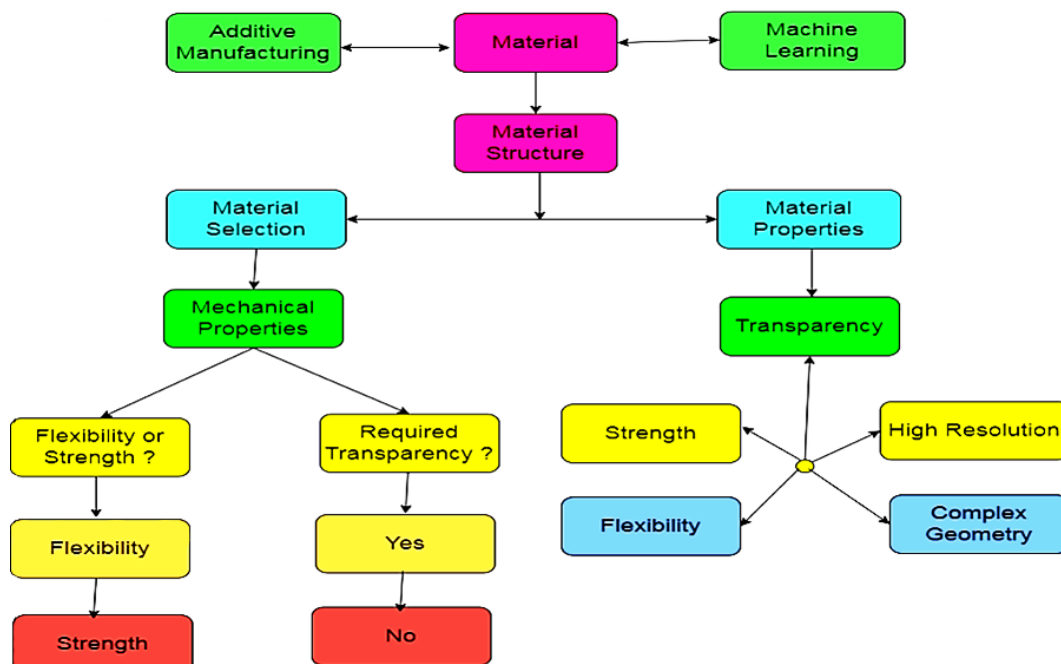 Additive
Manufacturing
Material
Machine
Learning
Material
Structure
Material
Selection
Material
Properties
Mechanical
Properties
Transparency
Flexibility or
Strength ?
Required
Transparency ?
Strength
High Resolution
Flexibility
Yes
Flexibility
Complex
Geometry
Strength
No